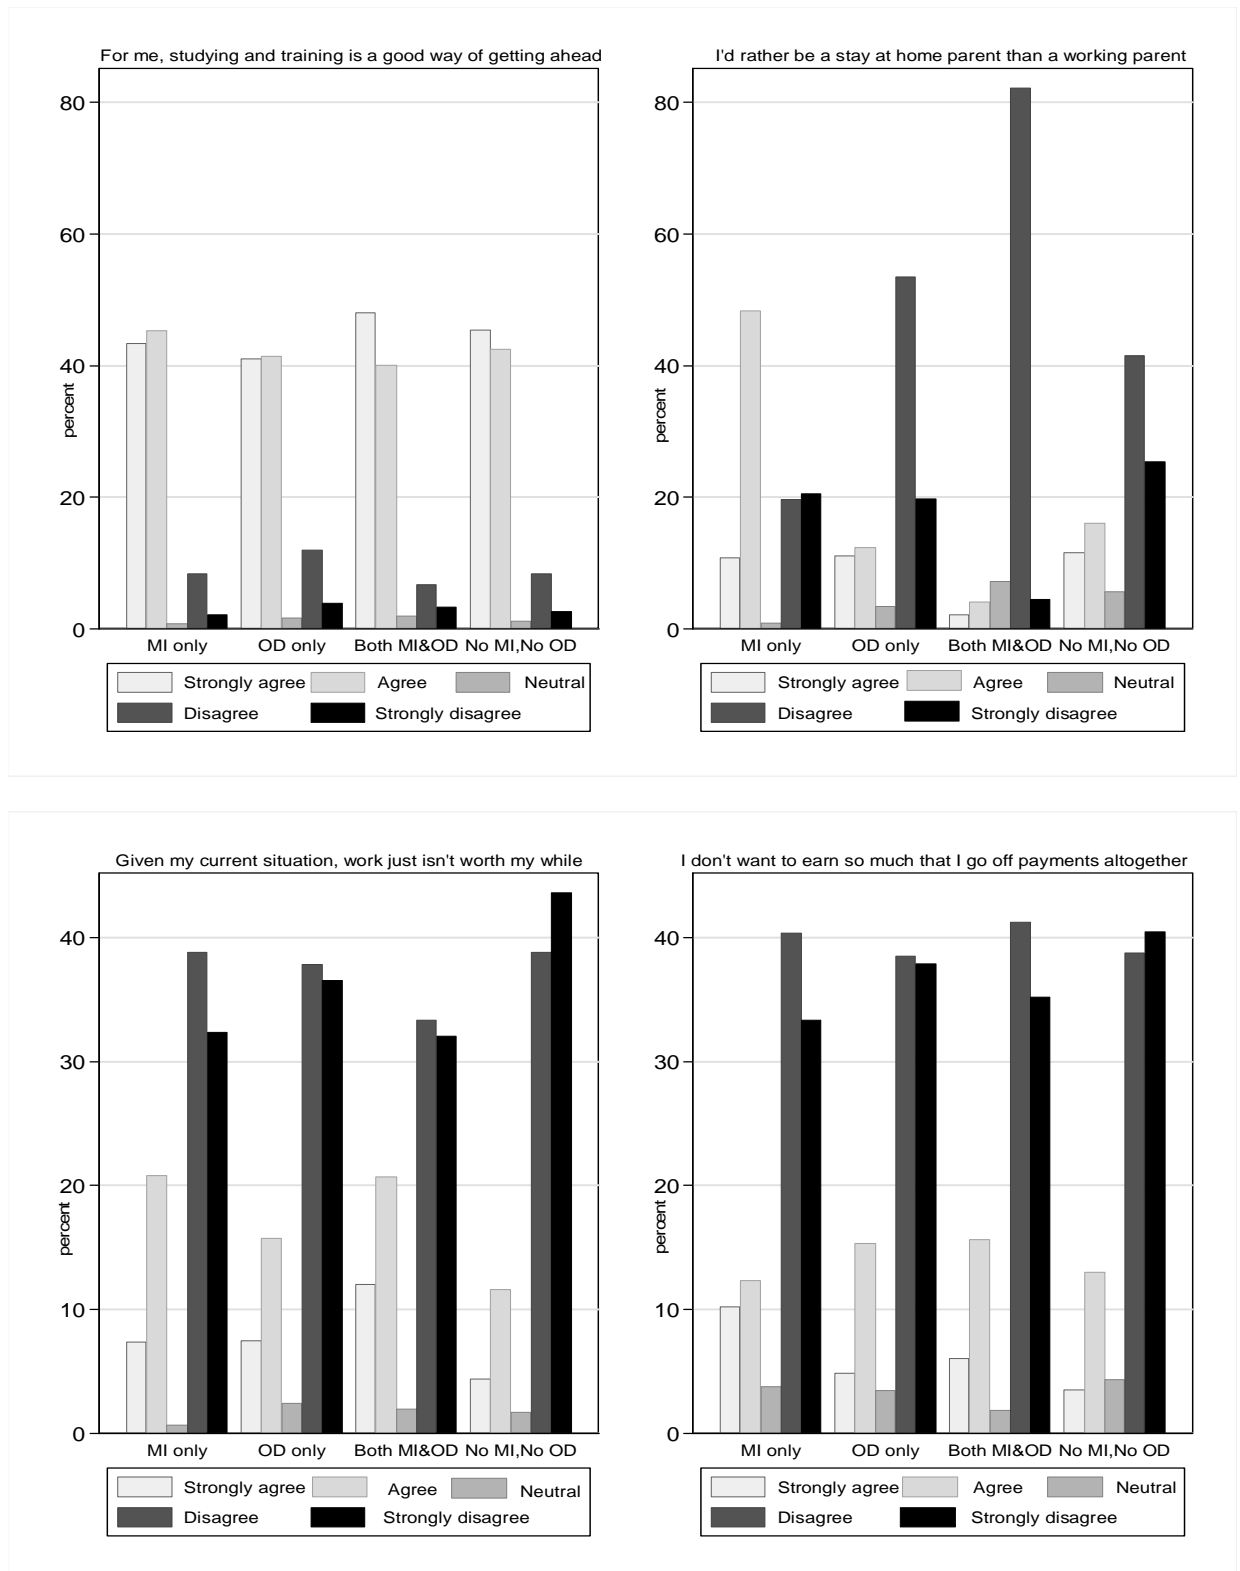 For me, studying and training is a good way of getting ahead
80
60
40
20
0
percent
MI only OD only Both MI&OD No MI,No OD
Strongly agree Agree Neutral
Disagree Strongly disagree
I'd rather be a stay at home parent than a working parent
80
60
40
20
0
percent
MI only OD only Both MI&OD No MI,No OD
Strongly agree Agree Neutral
Disagree Strongly disagree
Given my current situation, work just isn't worth my while
40
30
20
10
0
percent
MI only OD only Both MI&OD No MI,No OD
Strongly agree Agree Neutral
Disagree Strongly disagree
I don't want to earn so much that I go off payments altogether
40
30
20
10
0
percent
MI only OD only Both MI&OD No MI,No OD
Strongly agree Agree Neutral
Disagree Strongly disagree